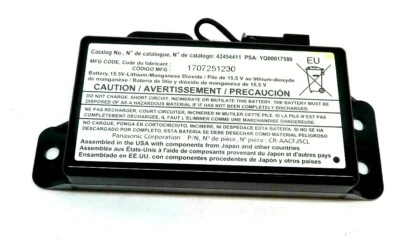 Catalog No., N° de catalogue, N° de catálogo: 42454411 PSA: YQ00017580
MFG CODE, Code du fabricant :
CÓDIGO MFG : 1707251230
EU
Battery, 15.5V-Lithium-Manganese Dioxide / Pile de 15,5 V au lithium-dioxyde
de manganèse / Batería de litio y dióxido de manganeso de 15,5 V
CAUTION / AVERTISSEMENT / PRECAUCIÓN
DO NOT CHARGE, SHORT CIRCUIT, INCINERATE OR MUTILATE THIS BATTERY. THE BATTERY MUST BE
DISPOSED OF AS A HAZARDOUS MATERIAL IF IT HAS NOT BEEN COMPLETELY DISCHARGED.
NE PAS RECHARGER, COURT-CIRCUITER, INCINÉRER OU MUTILER CETTE PILE. SI LA PILE N'EST PAS
COMPLÈTEMENT DÉCHARGÉE, IL FAUT L'ÉLIMINER COMME UNE MARCHANDISE DANGEREUSE.
NO CARGUE, PONGA EN CORTOCIRCUITO, INCINERE, NI DESPEDACE ESTA BATERÍA. SI NO SE HA
DESCARGADO POR COMPLETO, ESTA BATERÍA SE DEBE DESECHAR COMO UN MATERIAL PELIGROSO.
Panasonic Corporation P/N, N° de pièce, N° pieza : CR-AACFJ5CL
Assembled in the USA with components from Japan and other countries
Assemblée aux États-Unis à l'aide de composants provenant du Japon et d'autres pays
Ensamblado en EE.UU. con componentes procedentes de Japón y otros países